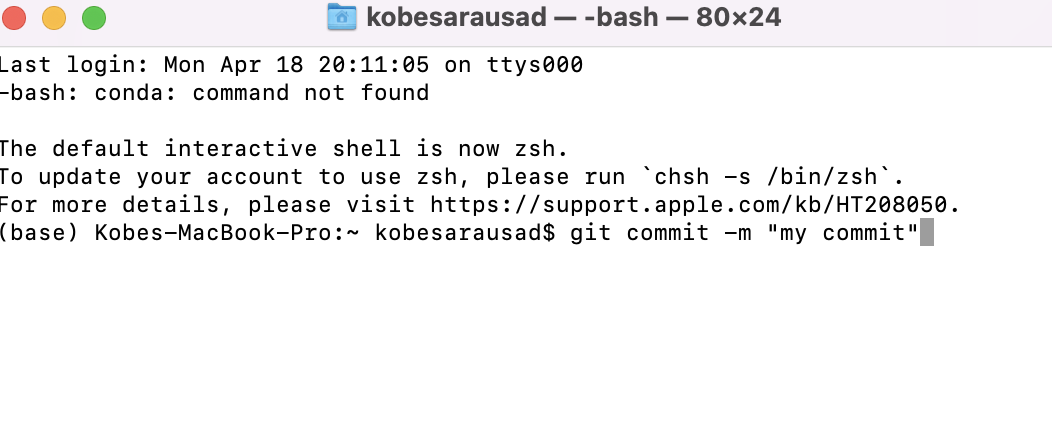 kobesarausad — -bash — 80×24
Last login: Mon Apr 18 20:11:05 on ttys000
-bash: conda: command not found
The default interactive shell is now zsh.
To update your account to use zsh, please run `chsh -s /bin/zsh`.
For more details, please visit https://support.apple.com/kb/HT208050.
(base) Kobes-MacBook-Pro:~ kobesarausad$ git commit -m "my commit"